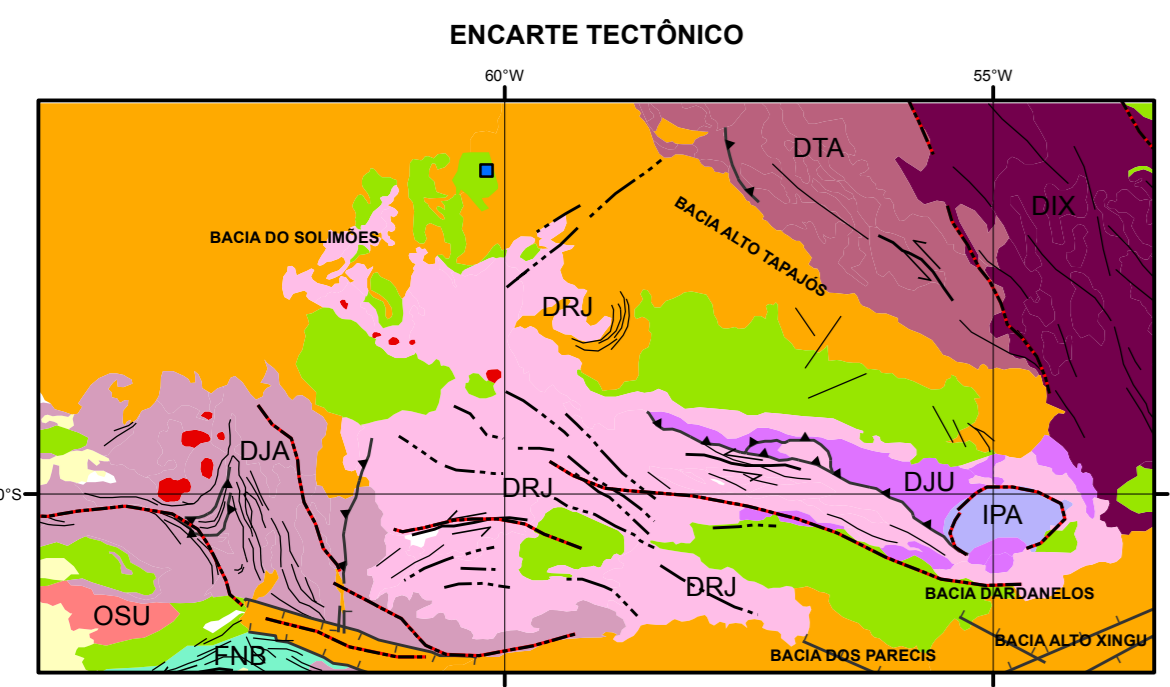 ENCARTE TECTÔNICO
60°W
55°W
DTA
DIX
BACIA DO SOLIMÕES
BACIA ALTO TAPAJÓS
DRJ
DJA
DRJ
DJU
0°S
IPA
DRJ
BACIA DARDANELOS
OSU
BACIA ALTO XINGU
FNB
BACIA DOS PARECIS